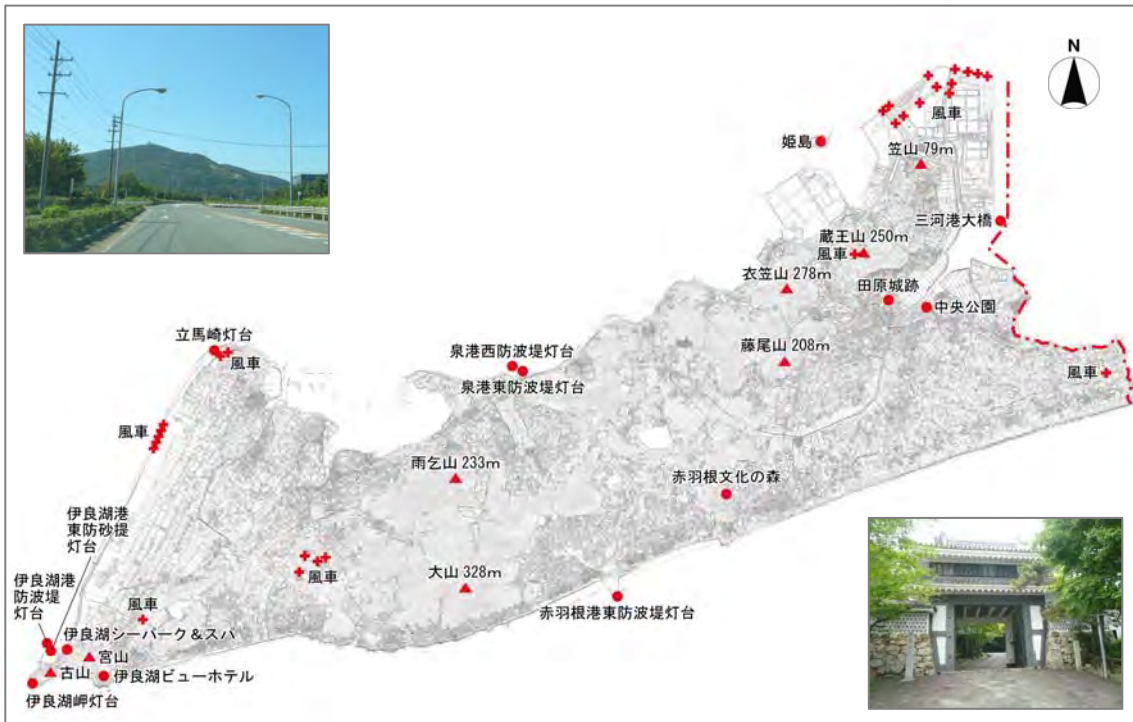 N
風車
姫島
笠山 79m
三河港大橋
蔵王山 250m
風車
衣笠山 278m
田原城跡
中央公園
立馬崎灯台
風車
泉港西防波堤灯台
泉港東防波堤灯台
藤尾山 208m
風車
風車
雨乞山 233m
赤羽根文化の森
伊良湖港
東防砂提
灯台
伊良湖港
防波堤
灯台
風車
風車
大山 328m
赤羽根港東防波堤灯台
伊良湖シーパーク＆スパ
宮山
古山
伊良湖ビューホテル
伊良湖岬灯台